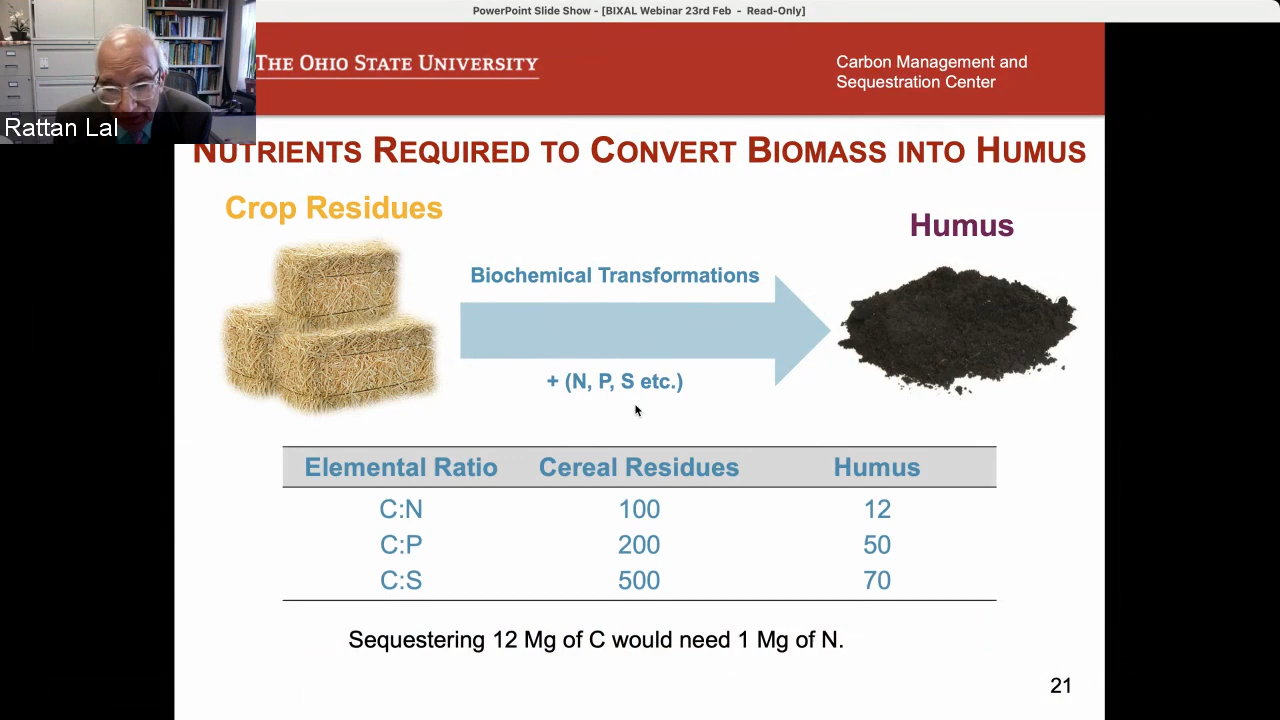 PowerPoint Slide Show - [BIXAL Webinar 23rd Feb - Read-Only]
THE OHIO STATE UNIVERSITY
Carbon Management and
Sequestration Center
Rattan Lal
NUTRIENTS REQUIRED TO CONVERT BIOMASS INTO HUMUS
Crop Residues
Humus
Biochemical Transformations
+ (N, P, S etc.)
Elemental Ratio Cereal Residues Humus
C:N 100 12
C:P 200 50
C:S 500 70
Sequestering 12 Mg of C would need 1 Mg of N.
21